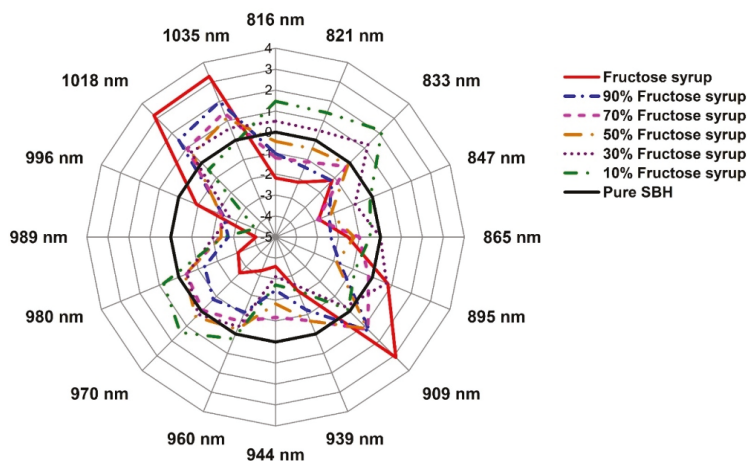 816 nm
821 nm
833 nm
847 nm
865 nm
895 nm
909 nm
939 nm
944 nm
960 nm
970 nm
980 nm
989 nm
996 nm
1018 nm
1035 nm
4
3
2
1
0
-1
-2
-3
-4
-5
Fructose syrup
90% Fructose syrup
70% Fructose syrup
50% Fructose syrup
30% Fructose syrup
10% Fructose syrup
Pure SBH